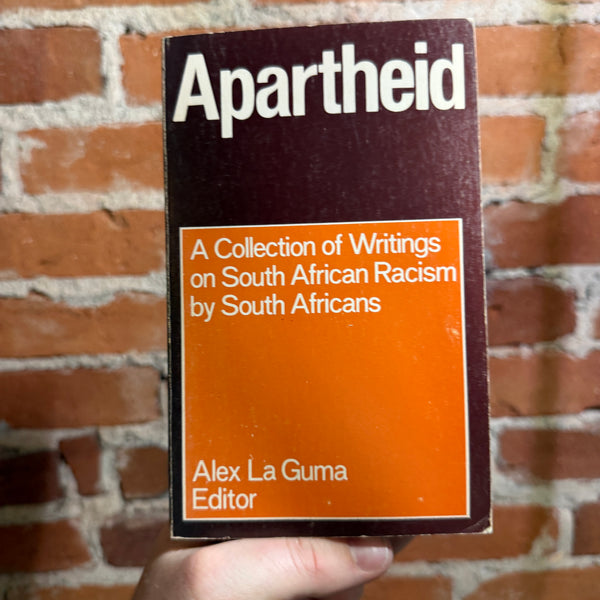 Apartheid
A Collection of Writings
on South African Racism
by South Africans
Alex La Guma
Editor